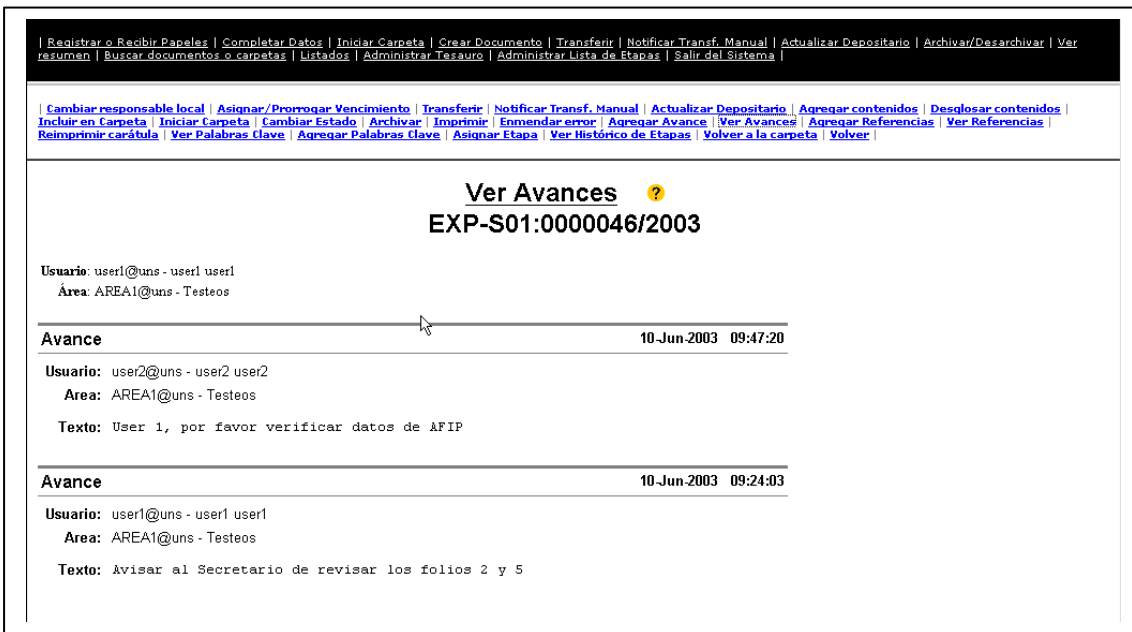 | Registrar o Recibir Papeles | Completar Datos | Iniciar Carpeta | Crear Documento | Transferir | Notificar Transf. Manual | Actualizar Depositario | Archivar/Desarchivar | Ver
resumen | Buscar documentos o carpetas | Listados | Administrar Tesauro | Administrar Lista de Etapas | Salir del Sistema |
| Cambiar responsable local | Asignar/Prorrogar Vencimiento | Transferir | Notificar Transf. Manual | Actualizar Depositario | Agregar contenidos | Desglosar contenidos |
Incluir en Carpeta | Iniciar Carpeta | Cambiar Estado | Archivar | Imprimir | Enmendar error | Agregar Avance | Ver Avances | Agregar Referencias | Ver Referencias |
Reimprimir carátula | Ver Palabras Clave | Agregar Palabras Clave | Asignar Etapa | Ver Histórico de Etapas | Volver a la carpeta | Volver |
Ver Avances ?
EXP-S01:0000046/2003
Usuario: user1@uns - user1 user1
Área: AREA1@uns - Testeos
Avance 10-Jun-2003 09:47:20
Usuario: user2@uns - user2 user2
Area: AREA1@uns - Testeos
Texto: User 1, por favor verificar datos de AFIP
Avance 10-Jun-2003 09:24:03
Usuario: user1@uns - user1 user1
Area: AREA1@uns - Testeos
Texto: Avisar al Secretario de revisar los folios 2 y 5